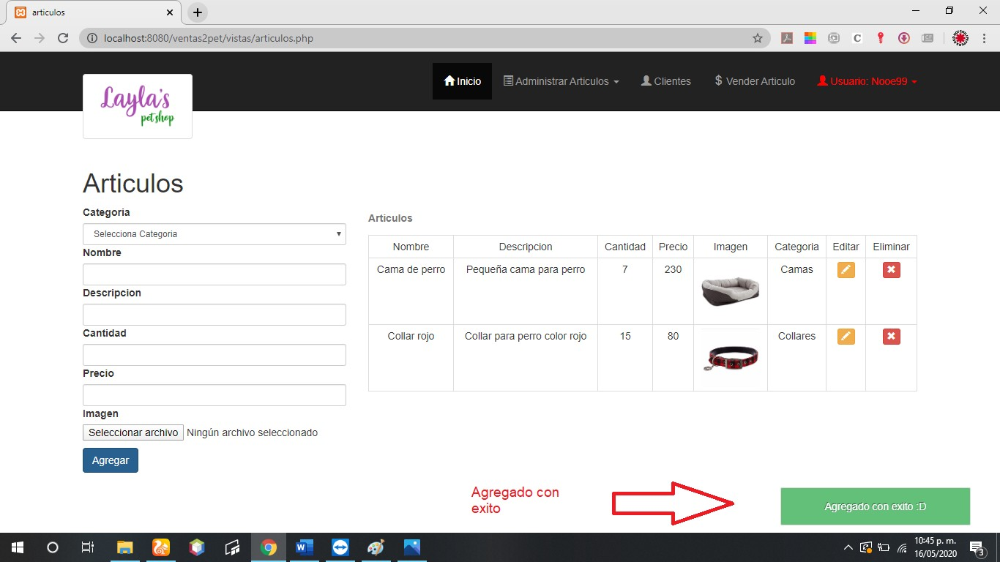 articulos
localhost:8080/ventas2pet/vistas/articulos.php
Layla's
pet shop
Inicio
Administrar Articulos
Clientes
$ Vender Articulo
Usuario: Nooe99
Articulos
Categoria
Selecciona Categoria
Nombre
Descripcion
Cantidad
Precio
Imagen
Seleccionar archivo Ningún archivo seleccionado
Agregar
Articulos
Nombre Descripcion Cantidad Precio Imagen Categoria Editar Eliminar
Cama de perro Pequeña cama para perro 7 230 Camas
Collar rojo Collar para perro color rojo 15 80 Collares
Agregado con
exito
Agregado con exito :D
10:45 p. m.
16/05/2020
3